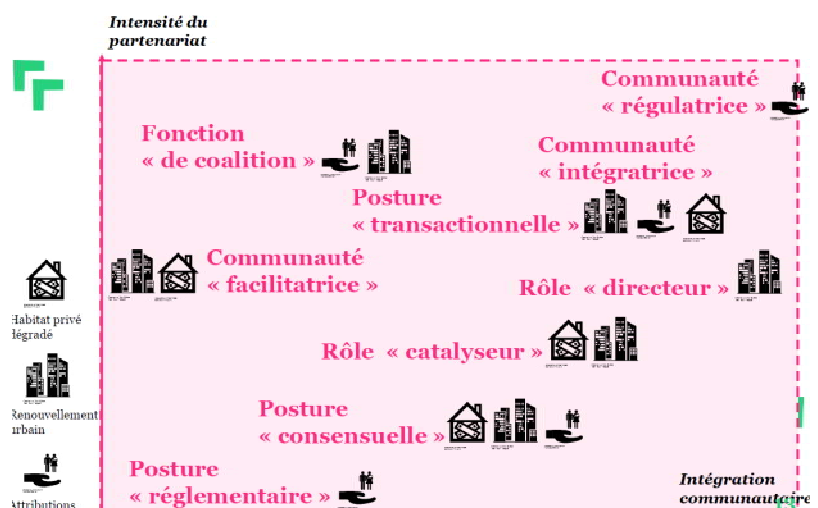 Intensité du
partenariat
Communauté
« régulatrice »
Fonction
« de coalition »
Communauté
« intégratrice »
Posture
« transactionnelle »
Communauté
« facilitatrice »
Rôle « directeur »
Habitat privé
dégradé
Rôle « catalyseur »
Renouvellement
urbain
Posture
« consensuelle »
Posture
« réglementaire »
Intégration
communautaire
Attributions